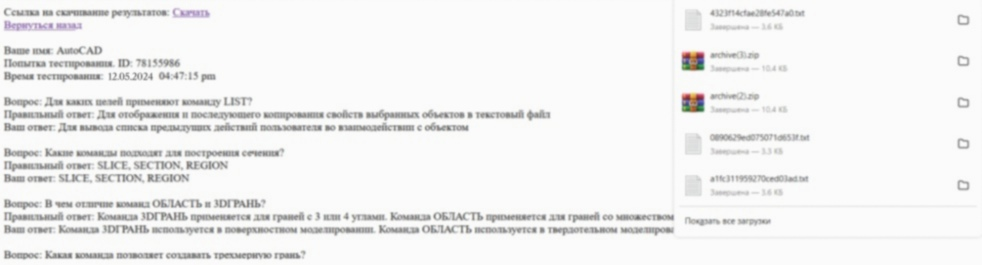 Ссылка на скачивание результатов: Скачать
Вернуться назад
Ваше имя: AutoCAD
Попытка тестирования. ID: 78155986
Время тестирования: 12.05.2024 04:47:15 pm
Вопрос: Для каких целей применяют команду LIST?
Правильный ответ: Для отображения и последующего копирования свойств выбранных объектов в текстовый файл
Ваш ответ: Для вывода списка предыдущих действий пользователя во взаимодействии с объектом
Вопрос: Какие команды подходят для построения сечения?
Правильный ответ: SLICE, SECTION, REGION
Ваш ответ: SLICE, SECTION, REGION
Вопрос: В чем отличие команд ОБЛАСТЬ и 3DГРАНЬ?
Правильный ответ: Команда 3DГРАНЬ применяется для граней с 3 или 4 углами. Команда ОБЛАСТЬ применяется для граней со множеством
Ваш ответ: Команда 3DГРАНЬ используется в поверхностном моделировании. Команда ОБЛАСТЬ используется в твердотельном моделирова
Вопрос: Какая команда позволяет создавать трехмерную грань?
4323f14cfae28fe547a0.txt
Завершена — 3.6 КБ
archive(3).zip
Завершена — 10.4 КБ
archive(2).zip
Завершена — 10.4 КБ
0890629ed075071d653f.txt
Завершена — 3.3 КБ
a1fc311959270ced03ad.txt
Завершена — 3.6 КБ
Показать все загрузки